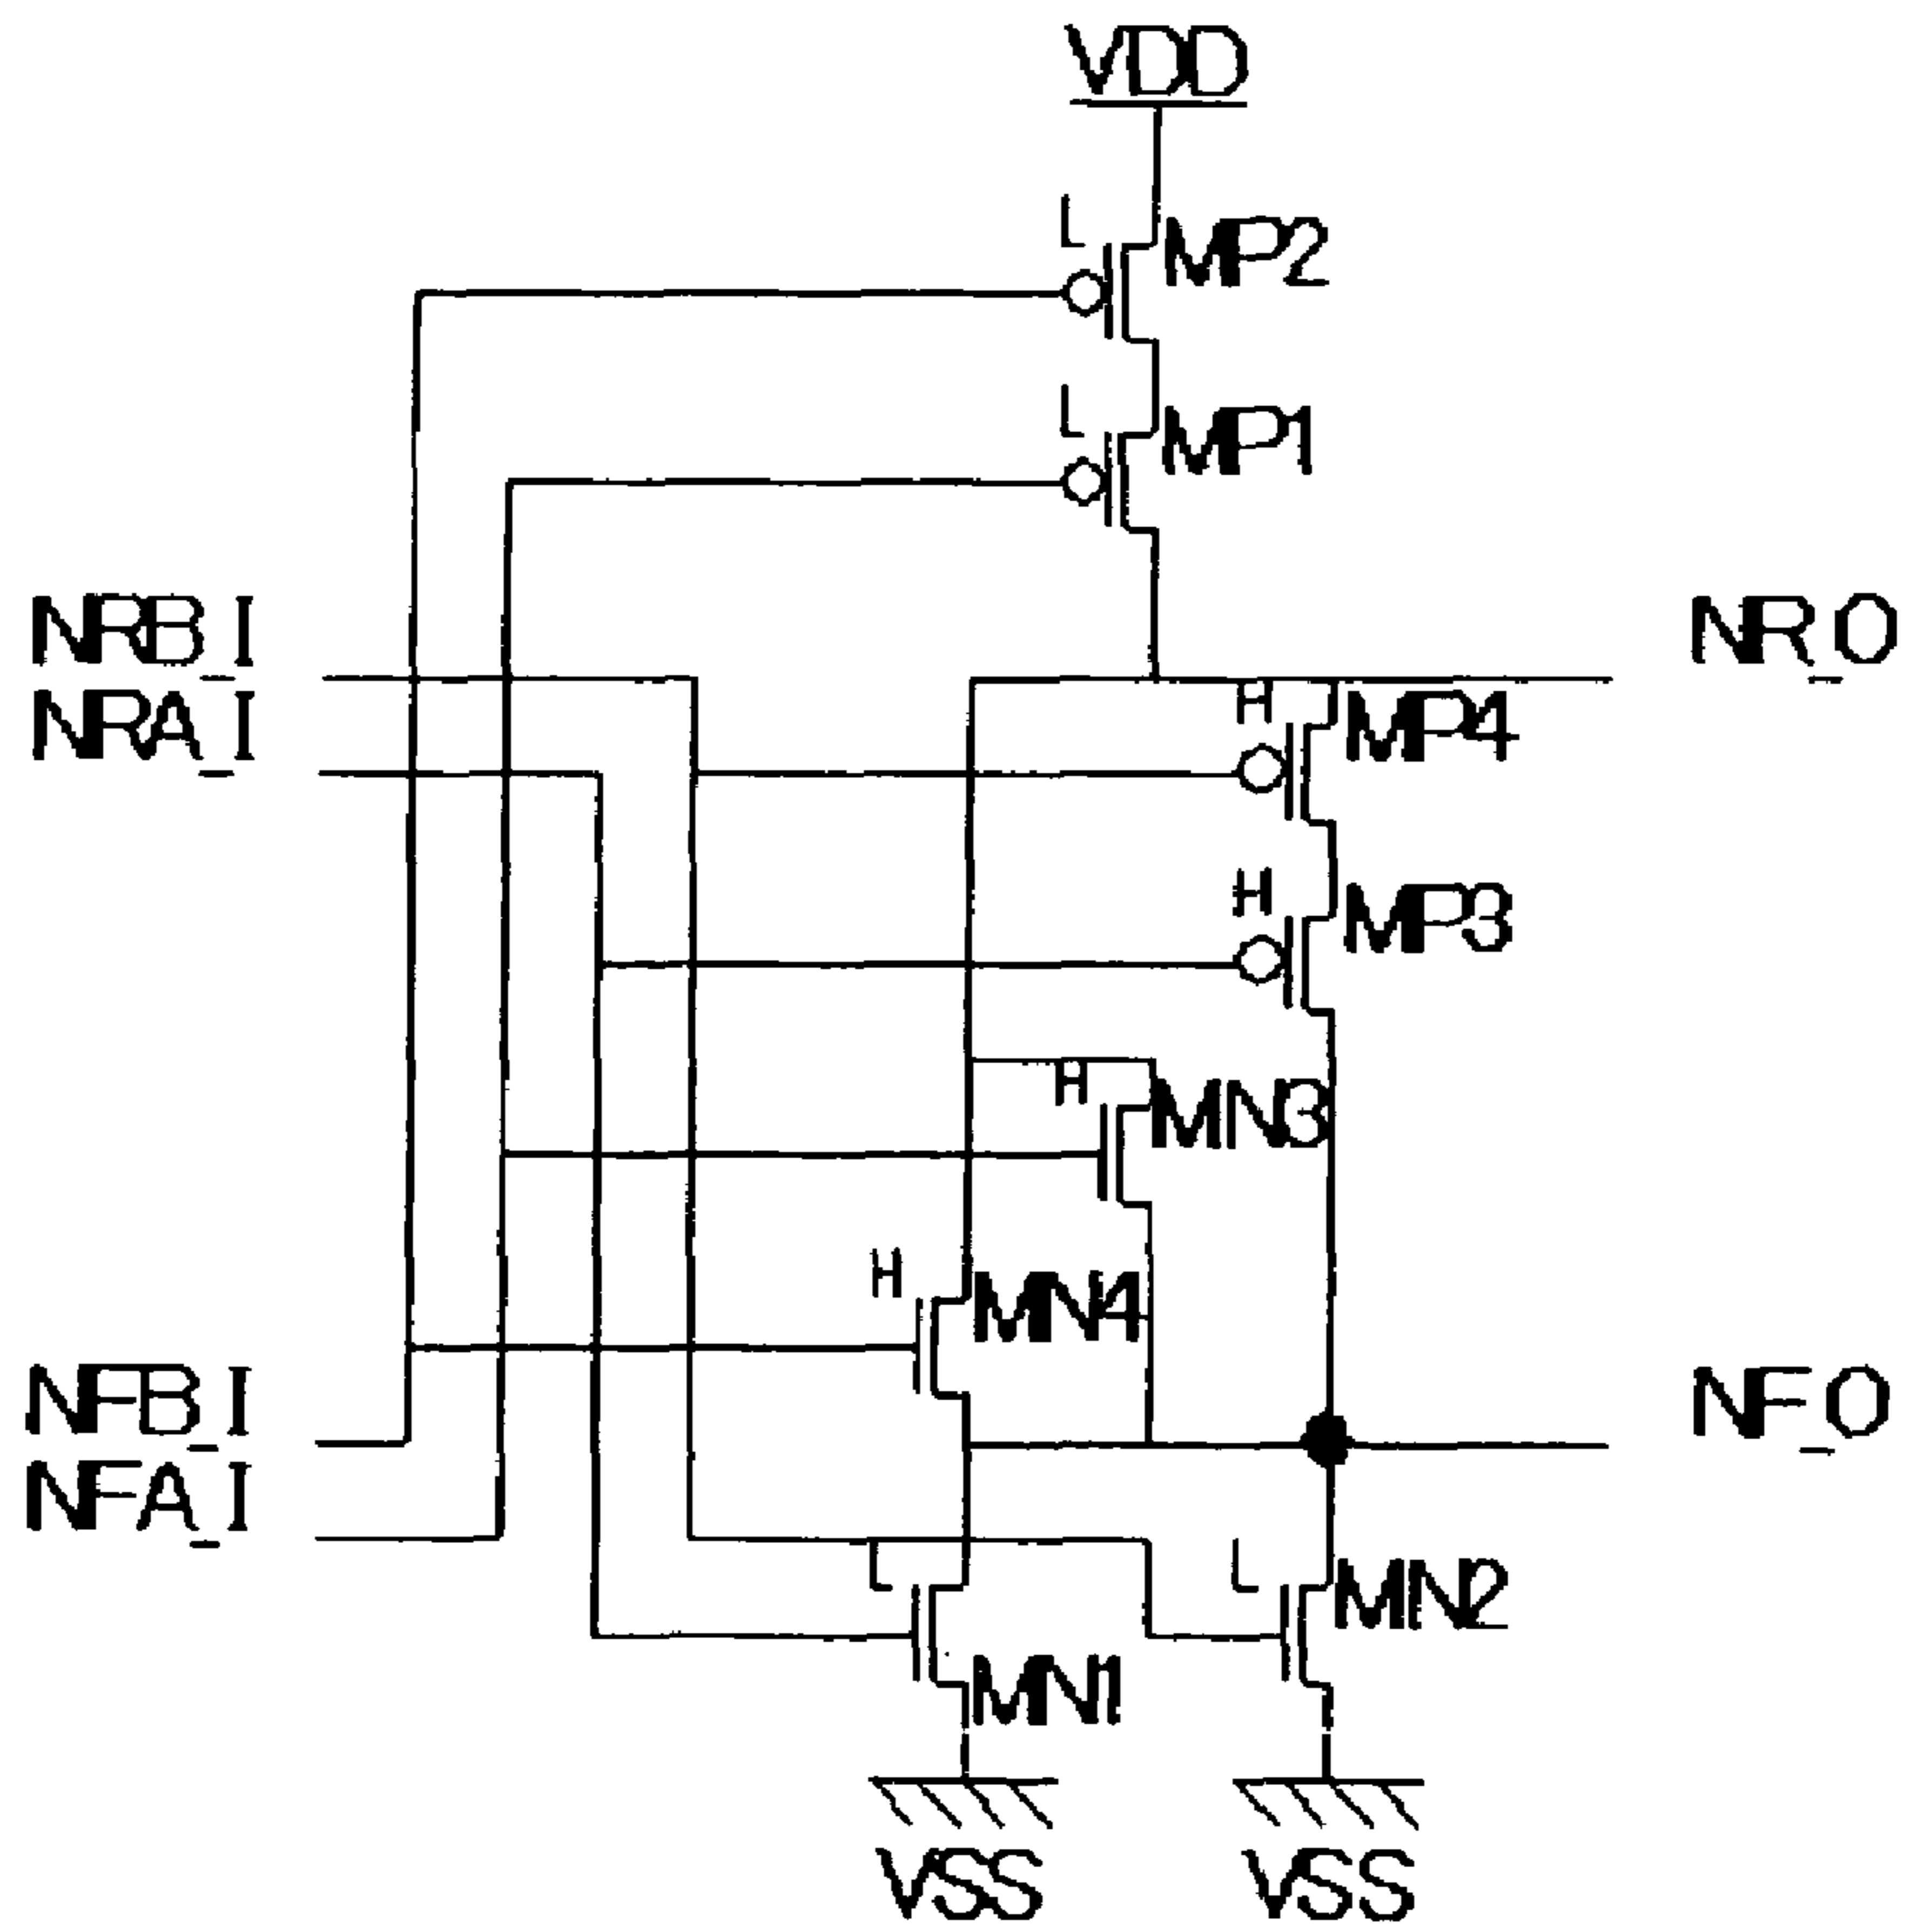 VDD
L
MP2
L
MP1
NRB_I
NR_O
NRA_I
H
MP4
H
MP3
H
MN3
H
MN4
NFB_I
NF_O
NFA_I
L
L
MN2
MN1
VSS
VSS